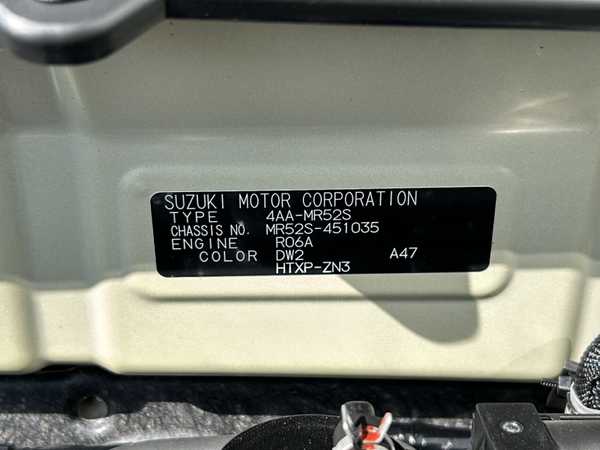 SUZUKI MOTOR CORPORATION
TYPE 4AA-MR52S
CHASSIS NO. MR52S-451035
ENGINE R06A
COLOR DW2 A47
HTXP-ZN3